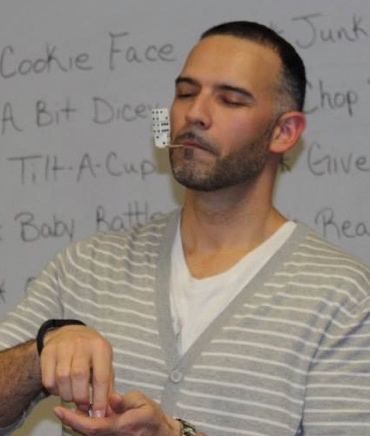 Cookie Face
Junk
A Bit Dicey
Chop
Tilt-A-Cup
Give
Baby Rattle
Rea